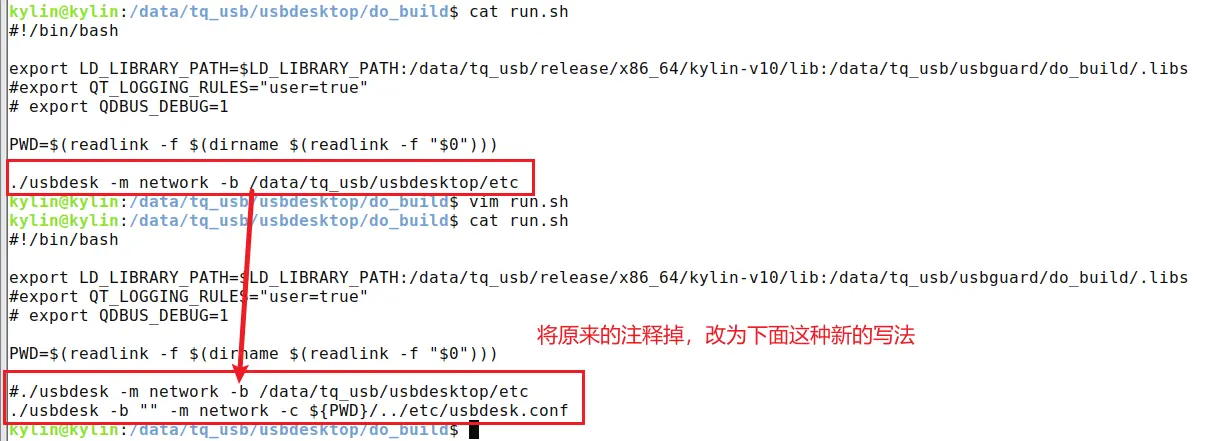 kylin@kylin:/data/tq_usb/usbdesktop/do_build$ cat run.sh
#!/bin/bash
export LD_LIBRARY_PATH=$LD_LIBRARY_PATH:/data/tq_usb/release/x86_64/kylin-v10/lib:/data/tq_usb/usbguard/do_build/.libs
#export QT_LOGGING_RULES="user=true"
# export QDBUS_DEBUG=1
PWD=$(readlink -f $(dirname $(readlink -f "$0")))
./usbdesk -m network -b /data/tq_usb/usbdesktop/etc
kylin@kylin:/data/tq_usb/usbdesktop/do_build$ vim run.sh
kylin@kylin:/data/tq_usb/usbdesktop/do_build$ cat run.sh
#!/bin/bash
export LD_LIBRARY_PATH=$LD_LIBRARY_PATH:/data/tq_usb/release/x86_64/kylin-v10/lib:/data/tq_usb/usbguard/do_build/.libs
#export QT_LOGGING_RULES="user=true"
# export QDBUS_DEBUG=1
将原来的注释掉，改为下面这种新的写法
PWD=$(readlink -f $(dirname $(readlink -f "$0")))
#./usbdesk -m network -b /data/tq_usb/usbdesktop/etc
./usbdesk -b "" -m network -c ${PWD}/../etc/usbdesk.conf
kylin@kylin:/data/tq_usb/usbdesktop/do_build$